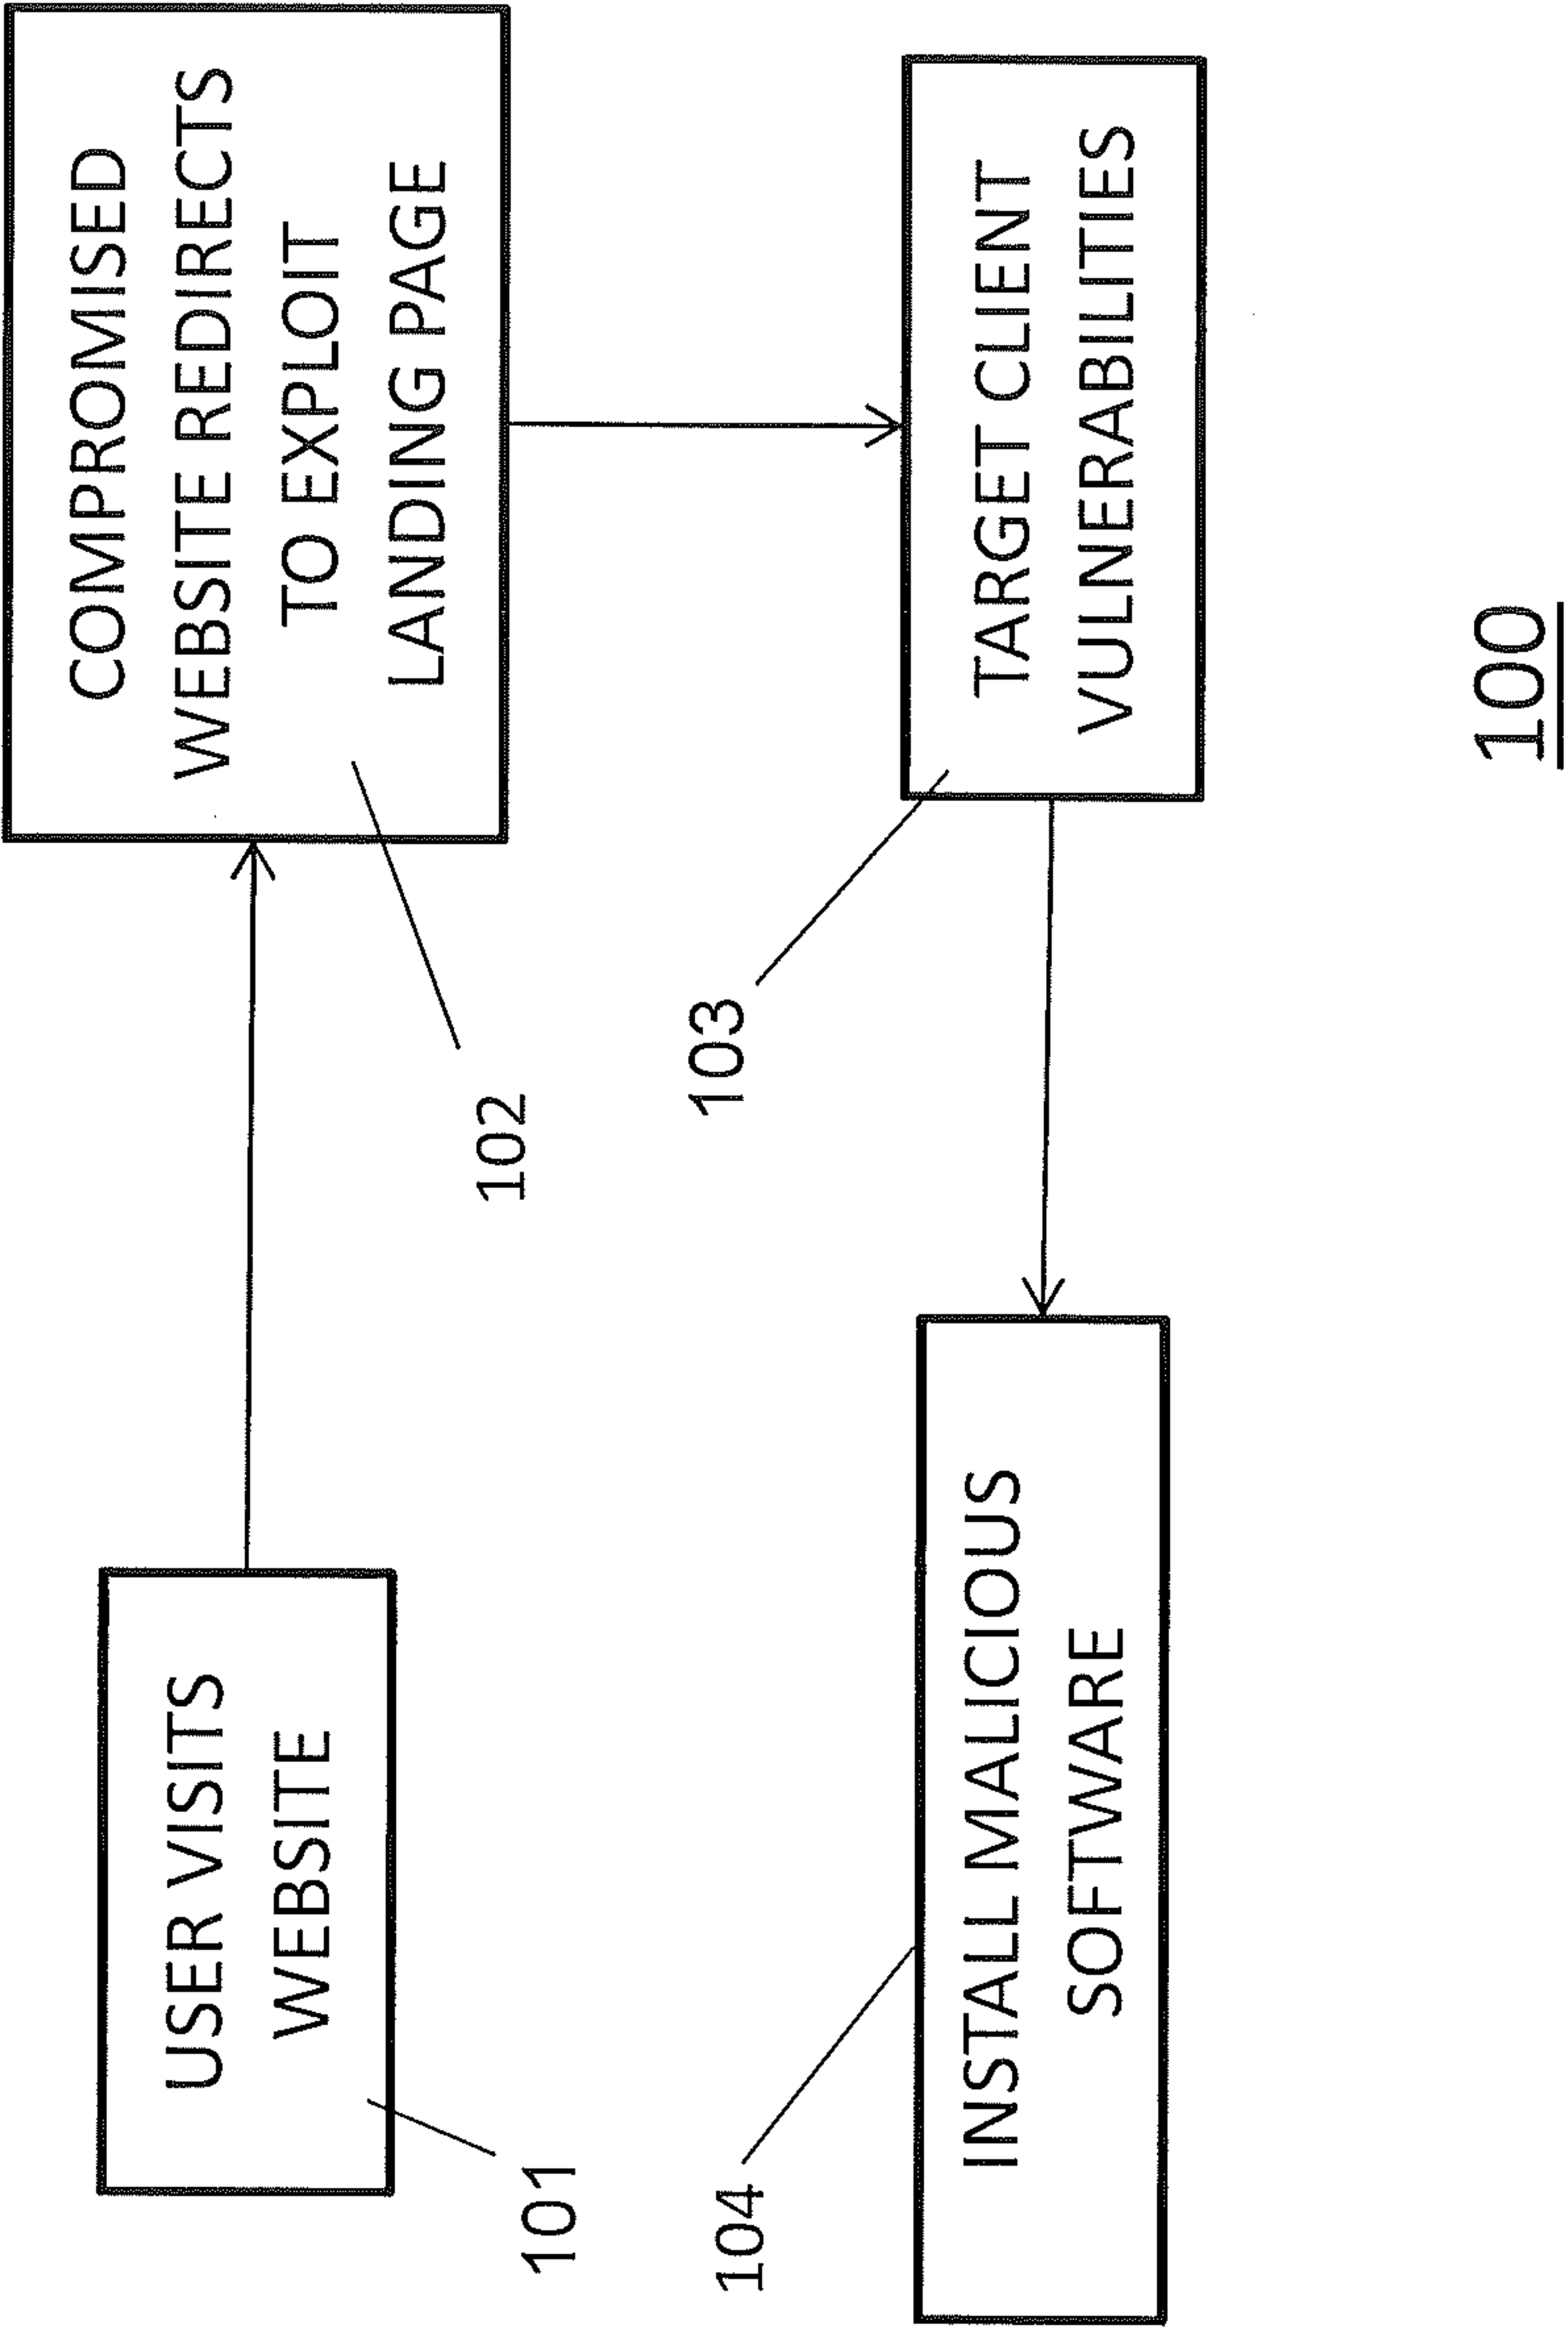 USER VISITS
WEBSITE
101
COMPROMISED
WEBSITE REDIRECTS
TO EXPLOIT
LANDING PAGE
102
TARGET CLIENT
VULNERABILITIES
103
INSTALL MALICIOUS
SOFTWARE
104
100